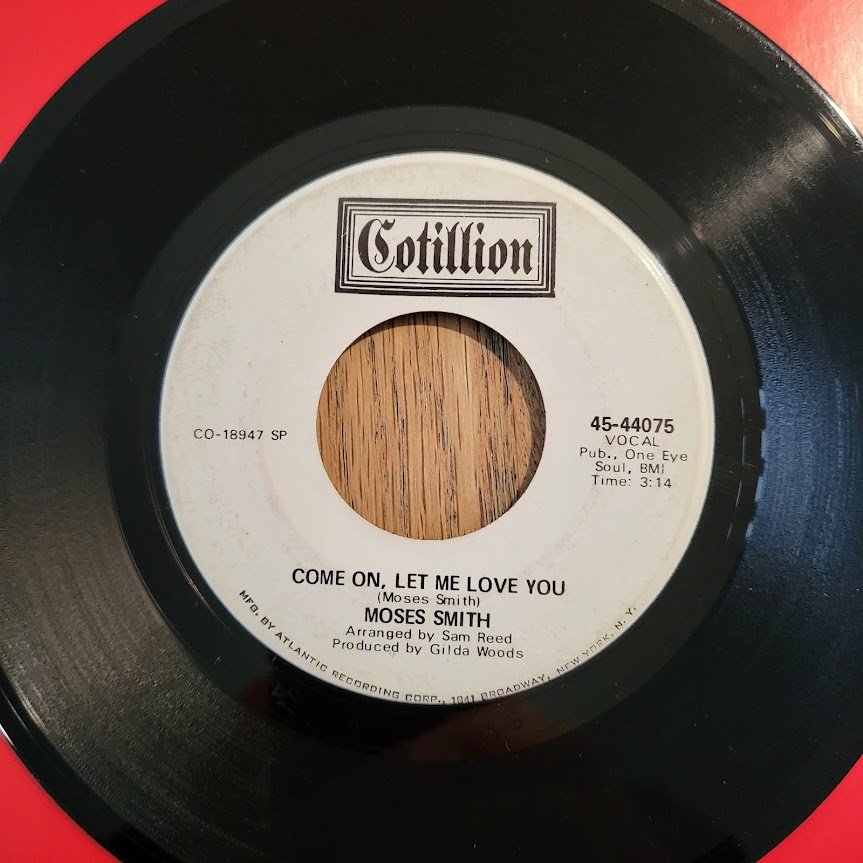 Cotillion
CO-18947 SP
45-44075
VOCAL
Pub., One Eye
Soul, BMI
Time: 3:14
COME ON, LET ME LOVE YOU
(Moses Smith)
MOSES SMITH
Arranged by Sam Reed
Produced by Gilda Woods
MFG. BY ATLANTIC RECORDING CORP., 1841 BROADWAY, NEW YORK, N. Y.